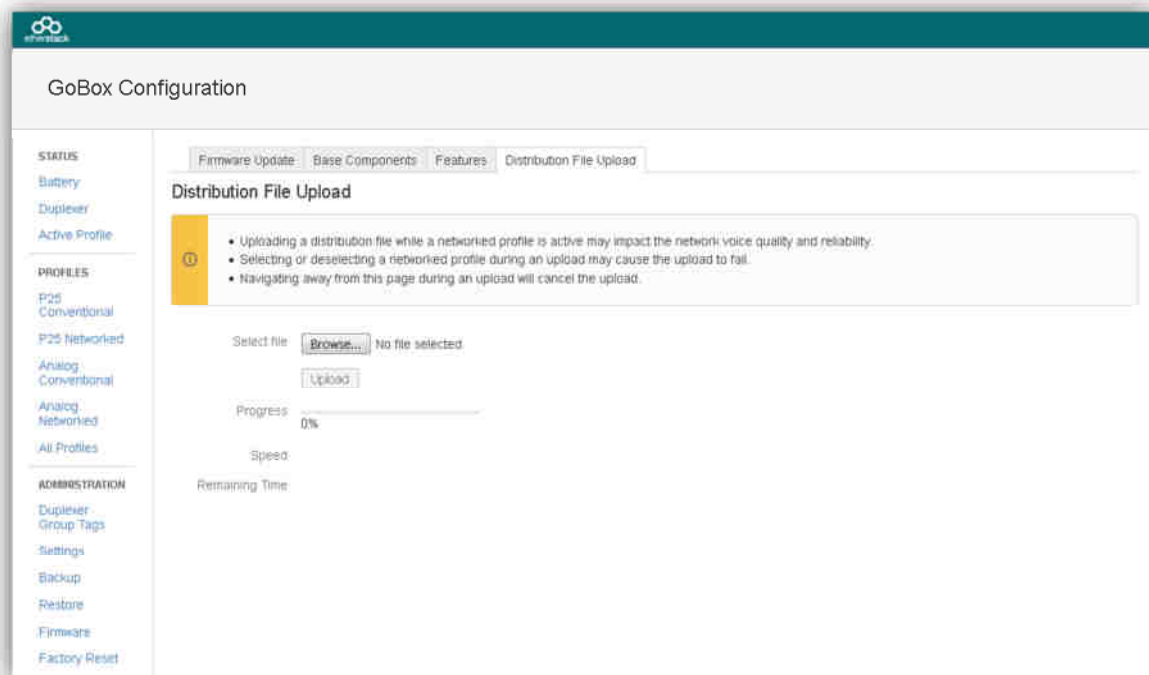 etherstack
GoBox Configuration
STATUS
Battery
Duplexer
Active Profile
PROFILES
P25
Conventional
P25 Networked
Analog
Conventional
Analog
Networked
All Profiles
ADMINISTRATION
Duplexer
Group Tags
Settings
Backup
Restore
Firmware
Factory Reset
Firmware Update Base Components Features Distribution File Upload
Distribution File Upload
• Uploading a distribution file while a networked profile is active may impact the network voice quality and reliability.
• Selecting or deselecting a networked profile during an upload may cause the upload to fail.
• Navigating away from this page during an upload will cancel the upload.
Select file Browse... No file selected.
Upload
Progress
0%
Speed
Remaining Time